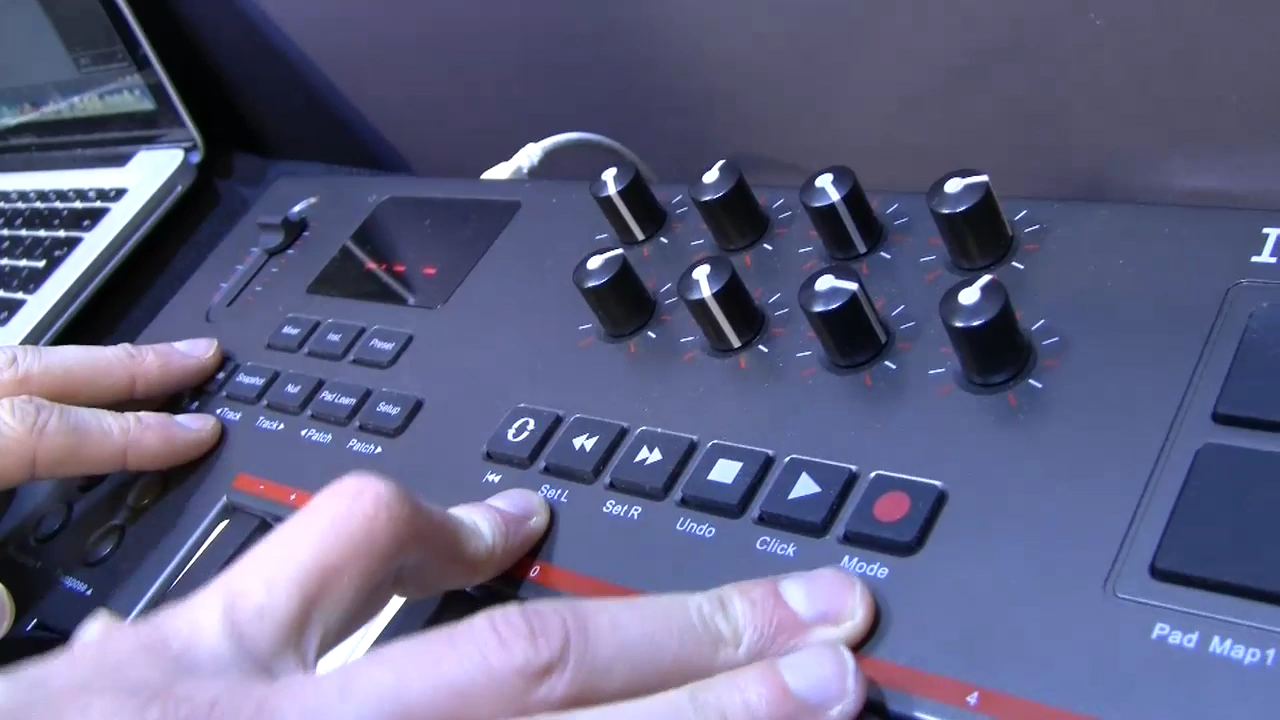 Mixer Inst. Preset
Snapshot Null Pad Learn Setup
◄Track Track► ◄Patch Patch►
Set L Set R Undo Click Mode
0
4
Pad Map1